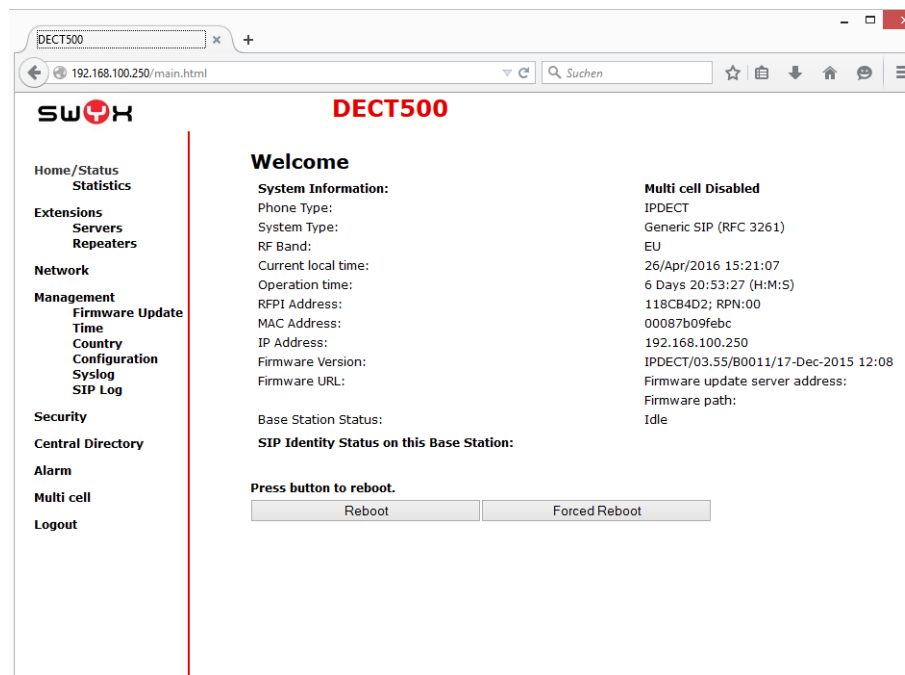 DECT500
192.168.100.250/main.html
Suchen
swyx
DECT500
Home/Status
Statistics
Extensions
Servers
Repeaters
Network
Management
Firmware Update
Time
Country
Configuration
Syslog
SIP Log
Security
Central Directory
Alarm
Multi cell
Logout
Welcome
System Information: Multi cell Disabled
Phone Type: IPDECT
System Type: Generic SIP (RFC 3261)
RF Band: EU
Current local time: 26/Apr/2016 15:21:07
Operation time: 6 Days 20:53:27 (H:M:S)
RFPI Address: 118CB4D2; RPN:00
MAC Address: 00087b09febc
IP Address: 192.168.100.250
Firmware Version: IPDECT/03.55/B0011/17-Dec-2015 12:08
Firmware URL: Firmware update server address:
Firmware path:
Base Station Status: Idle
SIP Identity Status on this Base Station:
Press button to reboot.
Reboot Forced Reboot